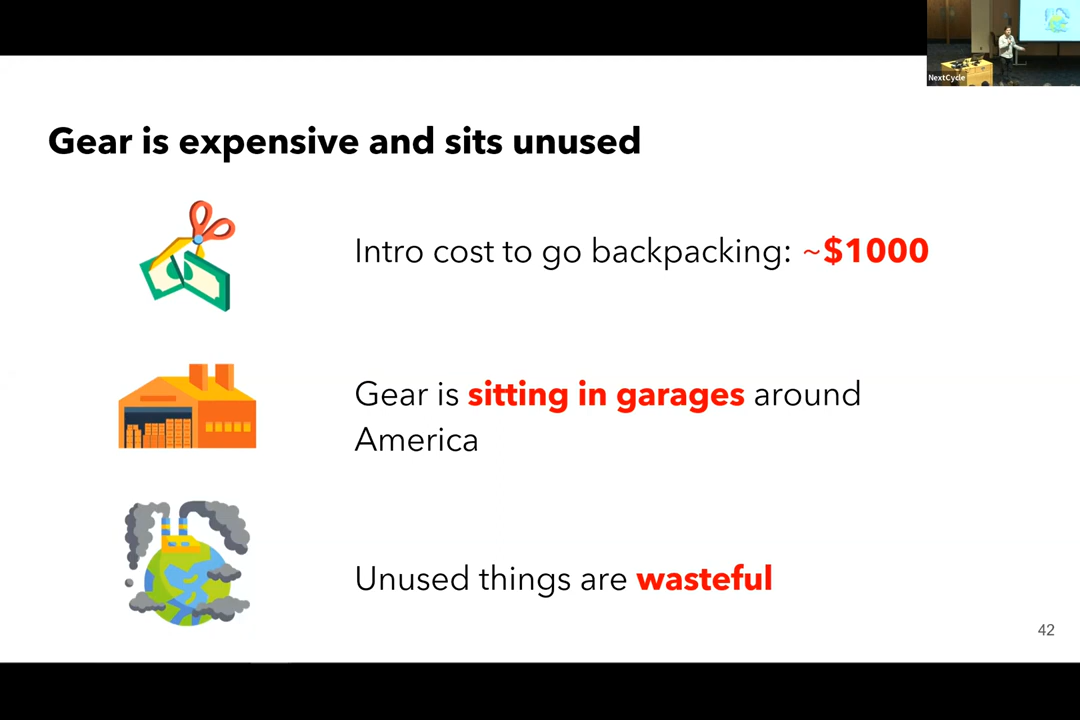 NextCycle
Gear is expensive and sits unused
Intro cost to go backpacking: ~$1000
Gear is sitting in garages around
America
Unused things are wasteful
42